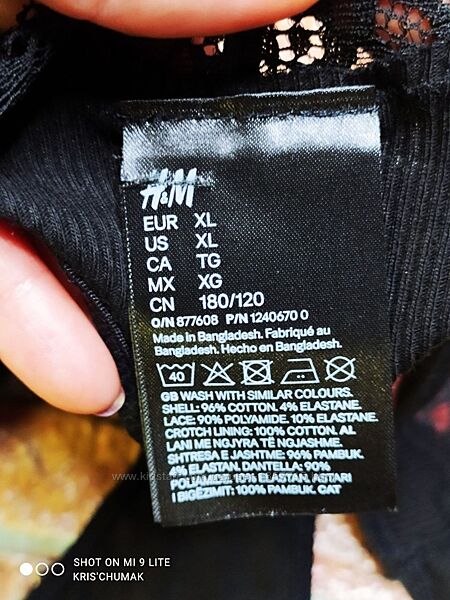 H&M
EUR XL
US XL
CA TG
MX XG
CN 180/120
O/N 877608 P/N 1240670 0
Made in Bangladesh. Fabriqué au
Bangladesh. Hecho en Bangladesh.
40
GB WASH WITH SIMILAR COLOURS.
SHELL: 96% COTTON. 4% ELASTANE.
LACE: 90% POLYAMIDE. 10% ELASTANE.
CROTCH LINING: 100% COTTON. AL
LANI ME NGJYRA TË NGJASHME.
SHTRESA E JASHTME: 96% PAMBUK.
4% ELASTAN. DANTELLA: 90%
10% ELASTAN. ASTARI
I BIGËZIMIT: 100% PAMBUK. CAT
SHOT ON MI 9 LITE
KRIS'CHUMAK